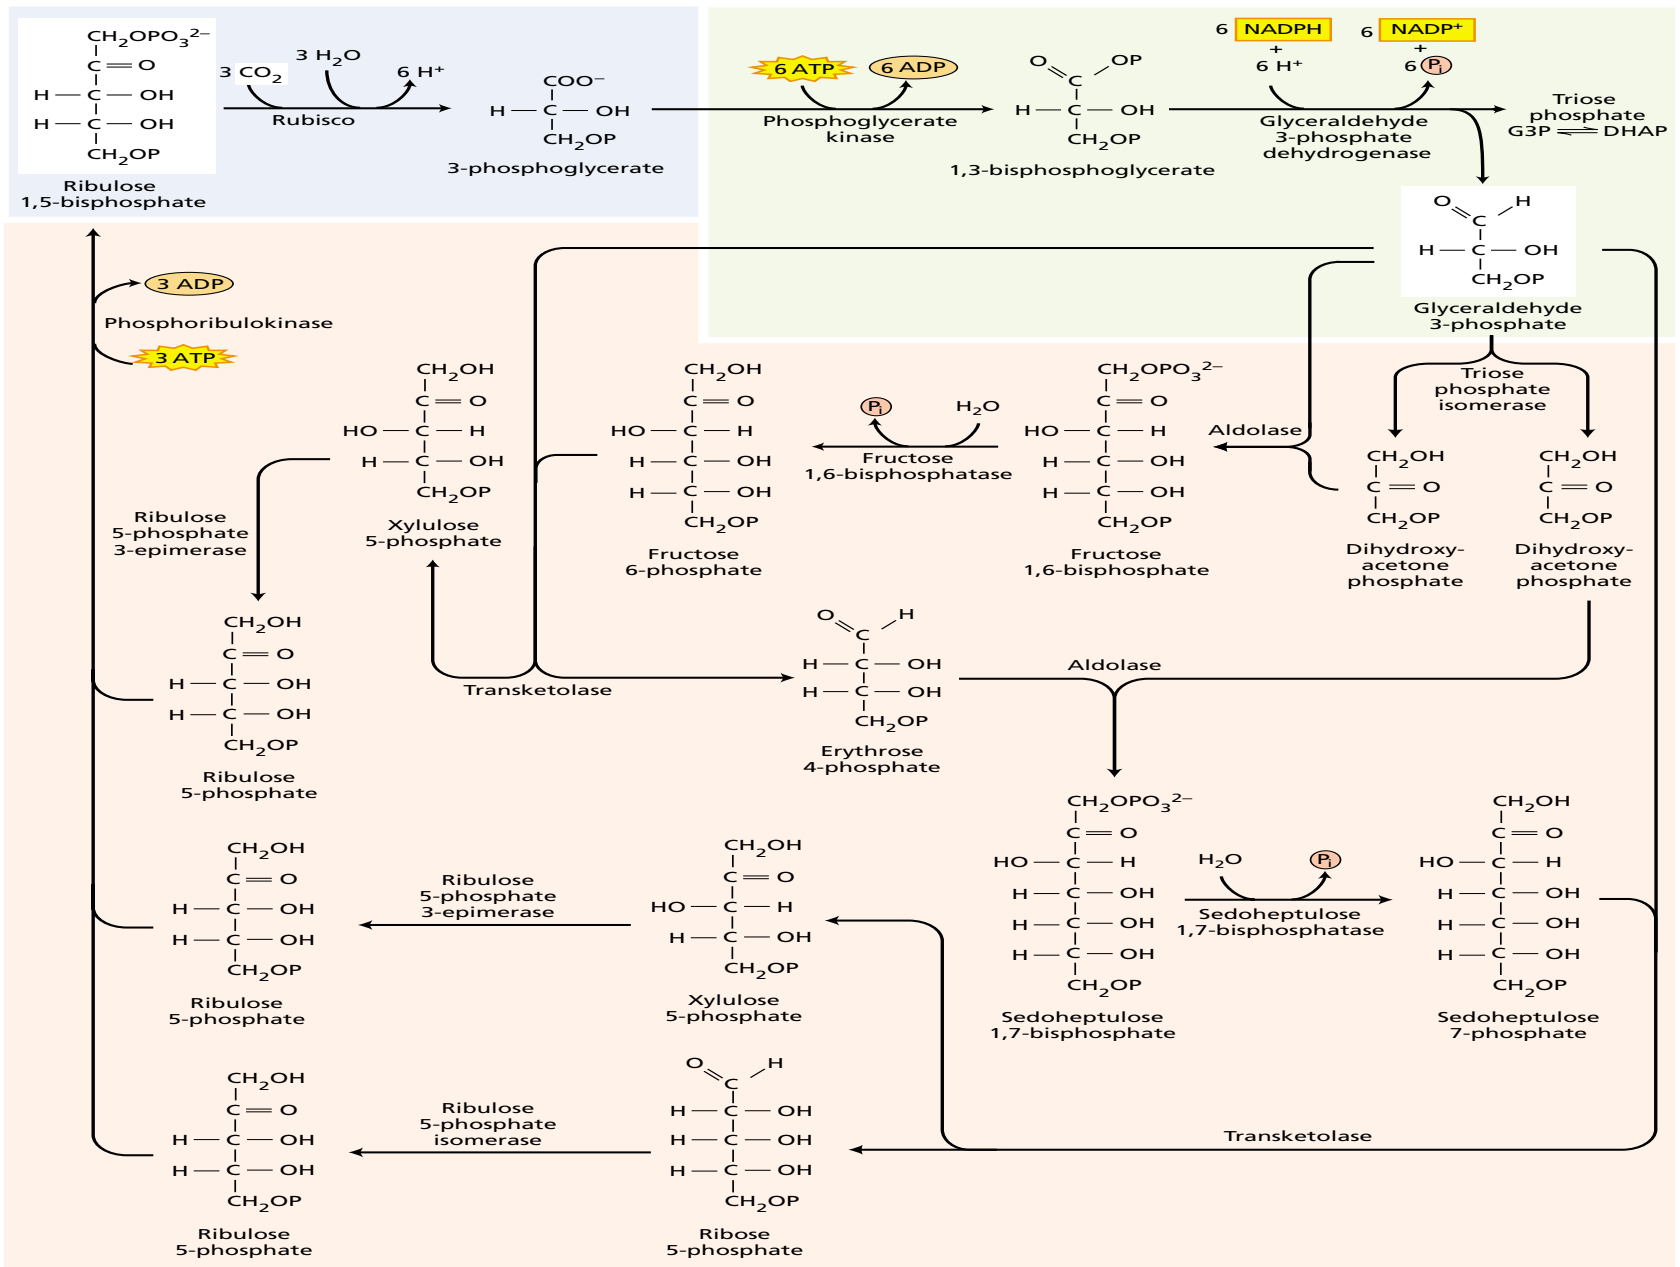 CH₂OPO₃²⁻
C═O
H—C—OH
H—C—OH
CH₂OP
Ribulose
1,5-bisphosphate
3 CO₂
3 H₂O
6 H⁺
Rubisco
COO⁻
H—C—OH
CH₂OP
3-phosphoglycerate
6 ATP
6 ADP
Phosphoglycerate
kinase
O
C
OP
H—C—OH
CH₂OP
1,3-bisphosphoglycerate
6 NADPH
+
6 H⁺
6 NADP⁺
+
6 Pᵢ
Glyceraldehyde
3-phosphate
dehydrogenase
Triose
phosphate
G3P ⇌ DHAP
O
H
C
H—C—OH
CH₂OP
Glyceraldehyde
3-phosphate
3 ADP
Phosphoribulokinase
3 ATP
CH₂OH
C═O
HO—C—H
H—C—OH
CH₂OP
Xylulose
5-phosphate
CH₂OH
C═O
HO—C—H
H—C—OH
H—C—OH
CH₂OP
Fructose
6-phosphate
Pᵢ
H₂O
Fructose
1,6-bisphosphatase
CH₂OPO₃²⁻
C═O
HO—C—H
H—C—OH
H—C—OH
CH₂OP
Fructose
1,6-bisphosphate
Aldolase
Triose
phosphate
isomerase
CH₂OH
C═O
CH₂OP
Dihydroxy-
acetone
phosphate
CH₂OH
C═O
CH₂OP
Dihydroxy-
acetone
phosphate
Ribulose
5-phosphate
3-epimerase
CH₂OH
C═O
H—C—OH
H—C—OH
CH₂OP
Ribulose
5-phosphate
Transketolase
O
H
C
H—C—OH
H—C—OH
CH₂OP
Erythrose
4-phosphate
Aldolase
CH₂OPO₃²⁻
C═O
HO—C—H
H—C—OH
H—C—OH
H—C—OH
CH₂OP
Sedoheptulose
1,7-bisphosphate
H₂O
Pᵢ
Sedoheptulose
1,7-bisphosphatase
CH₂OH
C═O
HO—C—H
H—C—OH
H—C—OH
H—C—OH
CH₂OP
Sedoheptulose
7-phosphate
CH₂OH
C═O
H—C—OH
H—C—OH
CH₂OP
Ribulose
5-phosphate
Ribulose
5-phosphate
3-epimerase
CH₂OH
C═O
HO—C—H
H—C—OH
CH₂OP
Xylulose
5-phosphate
CH₂OH
C═O
H—C—OH
H—C—OH
CH₂OP
Ribulose
5-phosphate
Ribulose
5-phosphate
isomerase
O
H
C
H—C—OH
H—C—OH
H—C—OH
CH₂OP
Ribose
5-phosphate
Transketolase